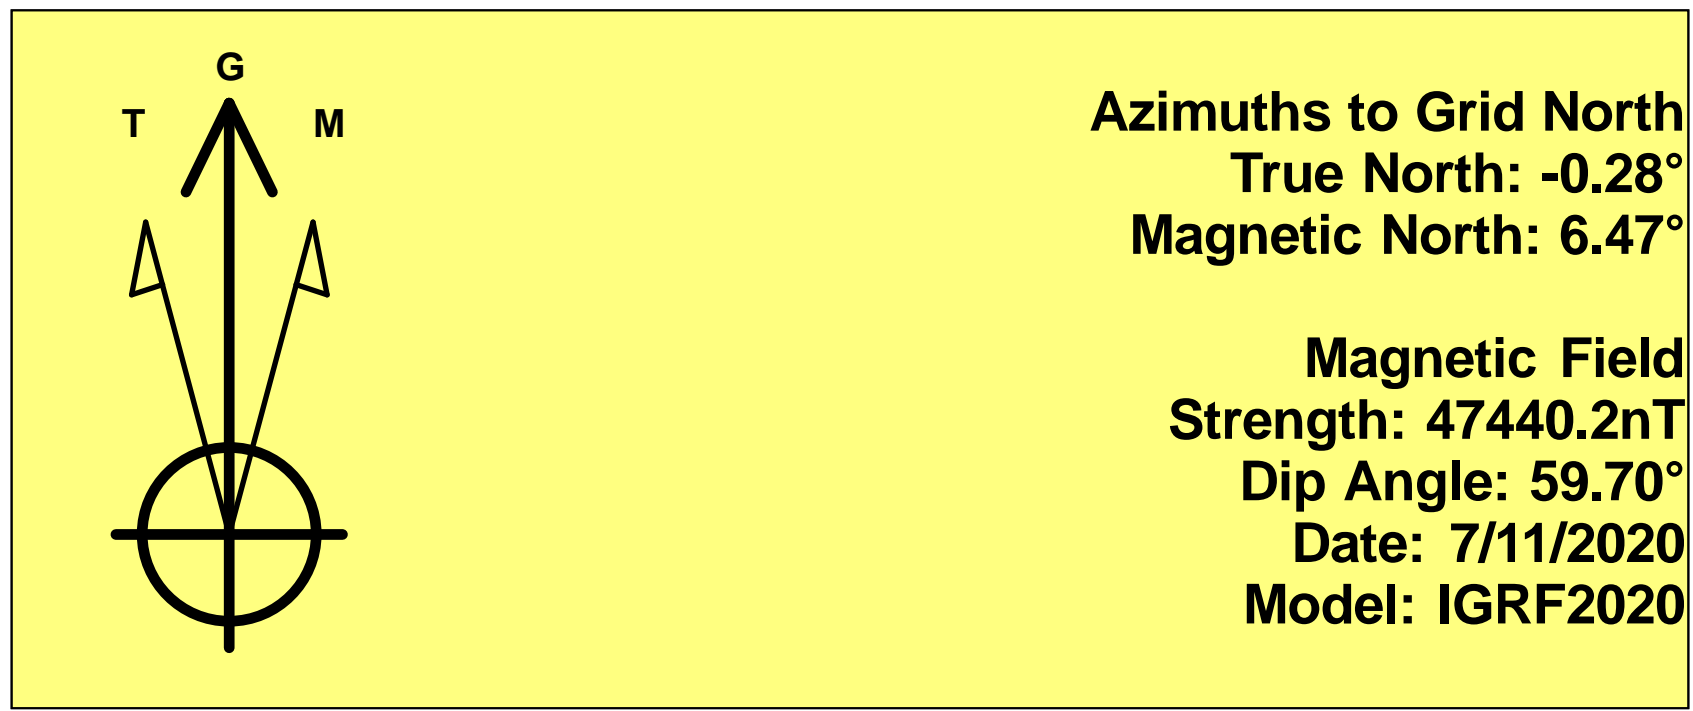 G
T
M
Azimuths to Grid North
True North: -0.28°
Magnetic North: 6.47°
Magnetic Field
Strength: 47440.2nT
Dip Angle: 59.70°
Date: 7/11/2020
Model: IGRF2020